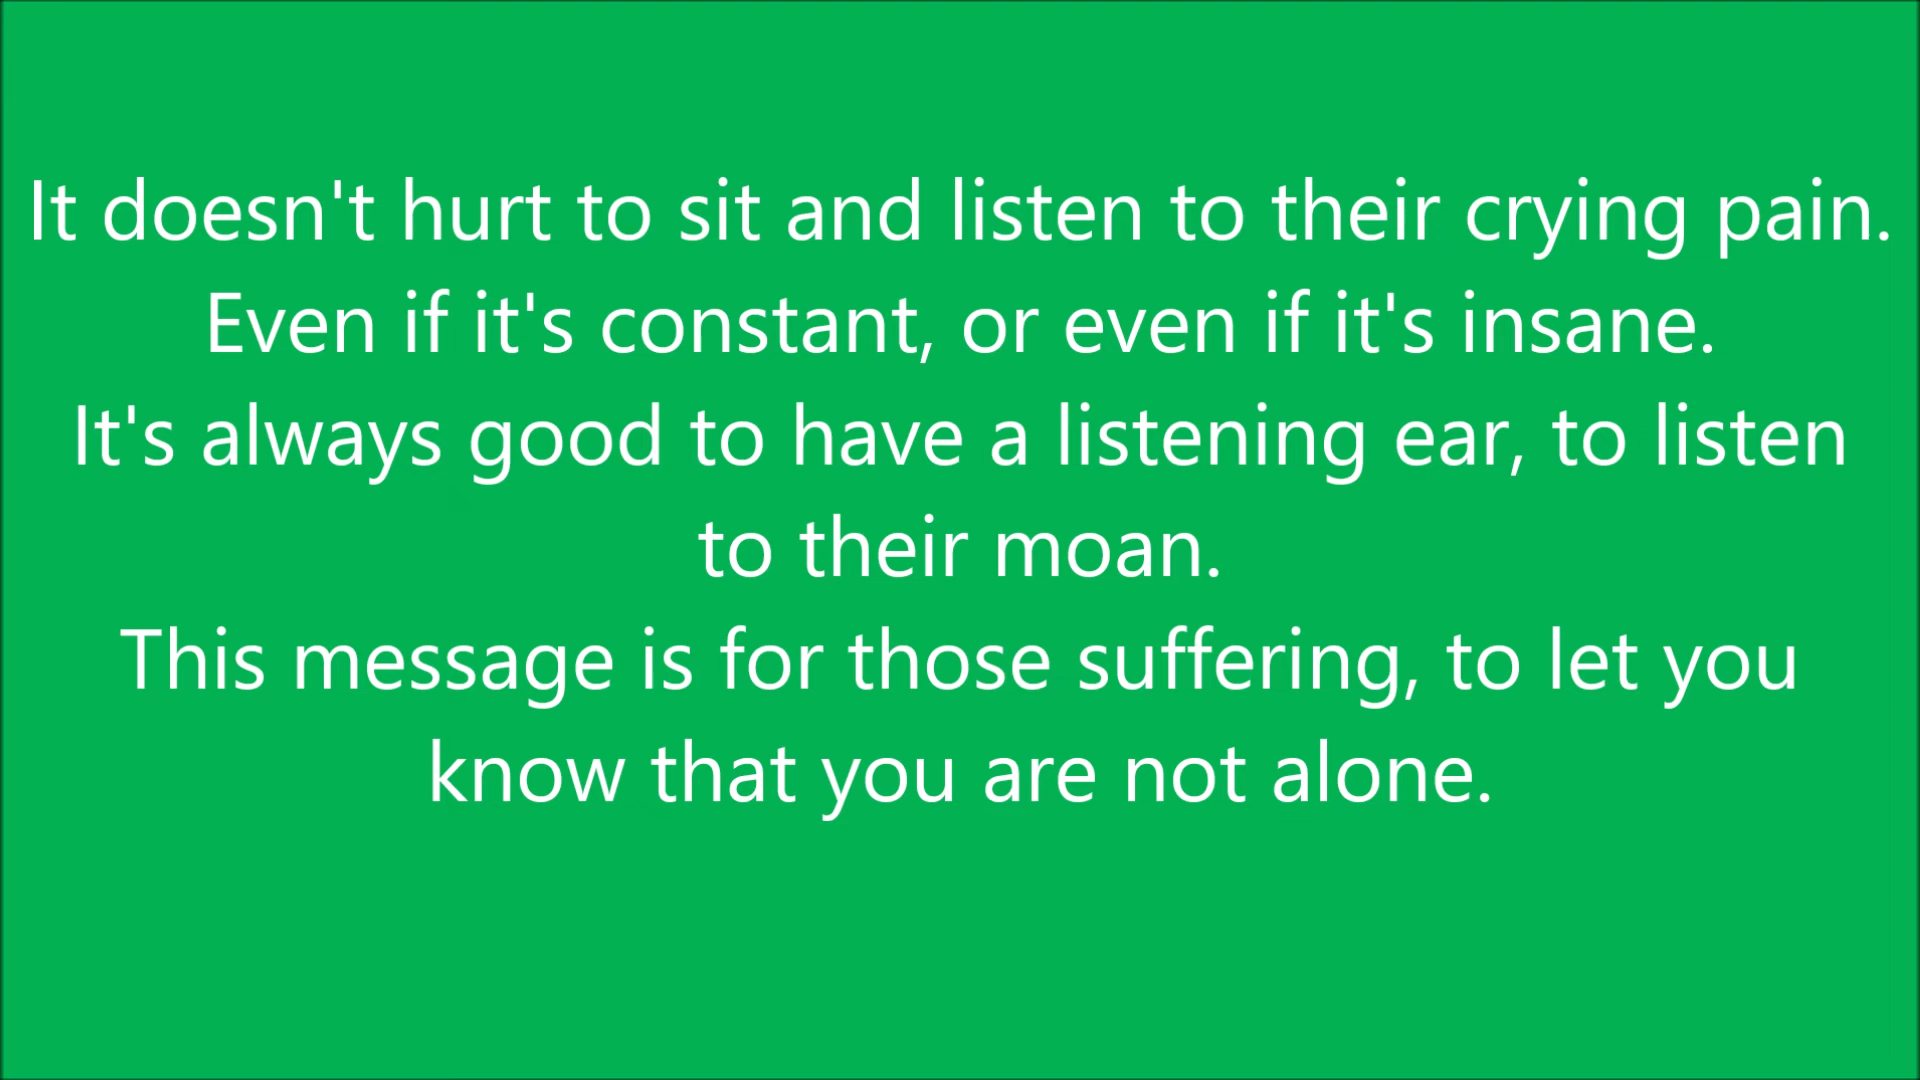 It doesn't hurt to sit and listen to their crying pain.
Even if it's constant, or even if it's insane.
It's always good to have a listening ear, to listen
to their moan.
This message is for those suffering, to let you
know that you are not alone.